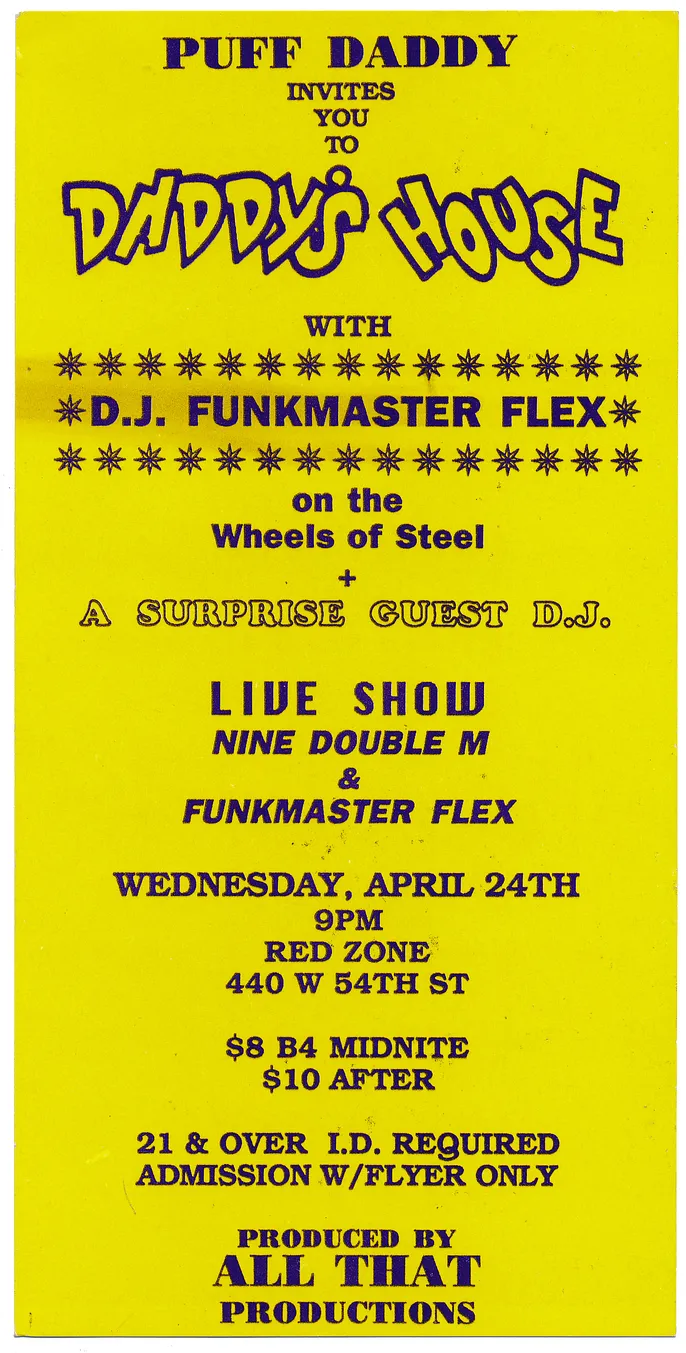 PUFF DADDY
INVITES
YOU
TO
DADDY'S HOUSE
WITH
D.J. FUNKMASTER FLEX
on the
Wheels of Steel
+
A SURPRISE GUEST D.J.
LIVE SHOW
NINE DOUBLE M
&
FUNKMASTER FLEX
WEDNESDAY, APRIL 24TH
9PM
RED ZONE
440 W 54TH ST
$8 B4 MIDNITE
$10 AFTER
21 & OVER I.D. REQUIRED
ADMISSION W/FLYER ONLY
PRODUCED BY
ALL THAT
PRODUCTIONS